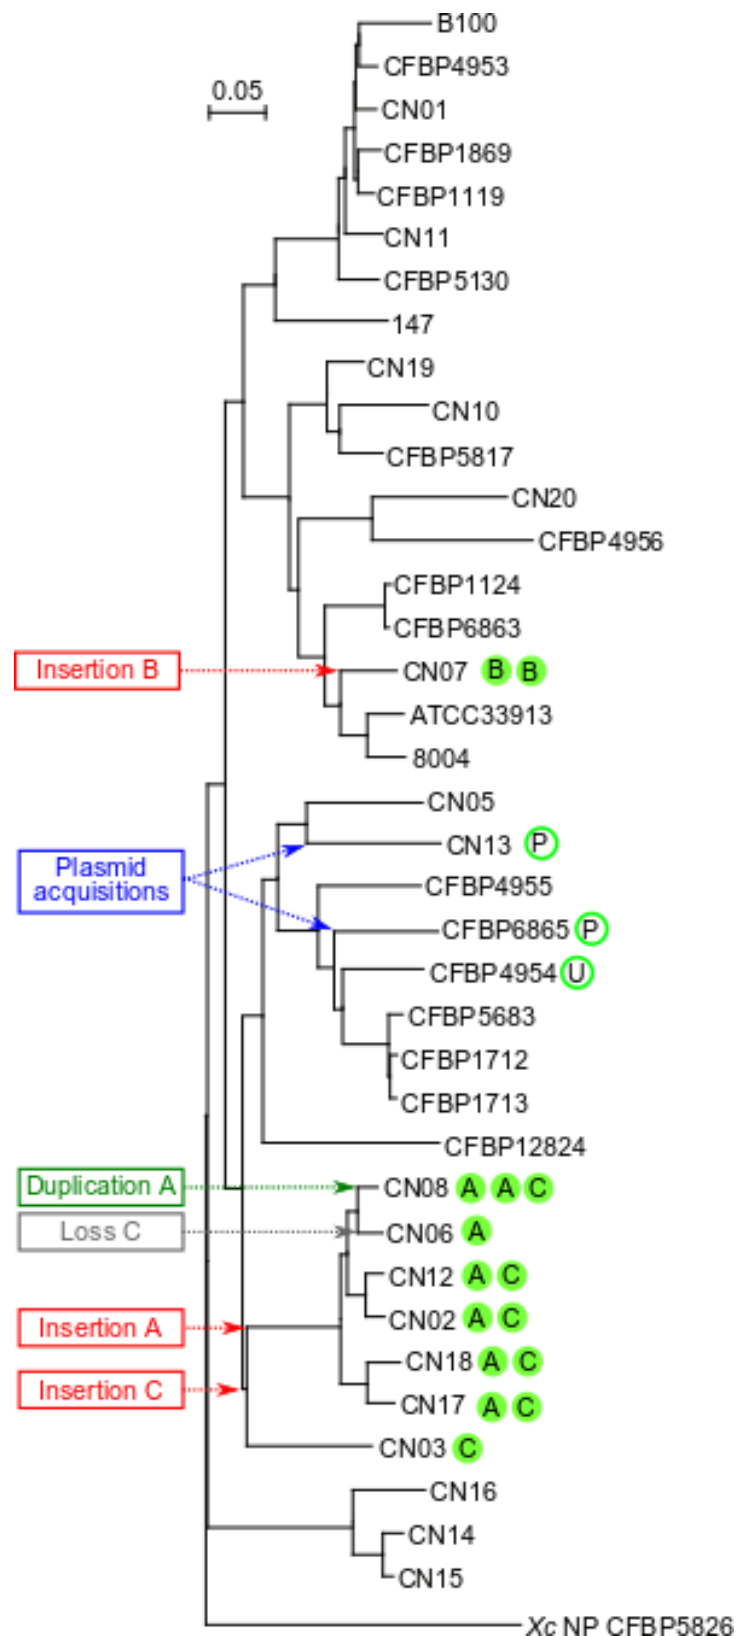 B100
0.05
CFBP4953
CN01
CFBP1869
CFBP1119
CN11
CFBP5130
147
CN19
CN10
CFBP5817
CN20
CFBP4956
CFBP1124
CFBP6863
Insertion B
CN07 B B
ATCC33913
8004
CN05
CN13 P
Plasmid
acquisitions
CFBP4955
CFBP6865 P
CFBP4954 U
CFBP5683
CFBP1712
CFBP1713
CFBP12824
Duplication A
CN08 A A C
Loss C
CN06 A
CN12 A C
CN02 A C
Insertion A
CN18 A C
Insertion C
CN17 A C
CN03 C
CN16
CN14
CN15
Xc NP CFBP5826